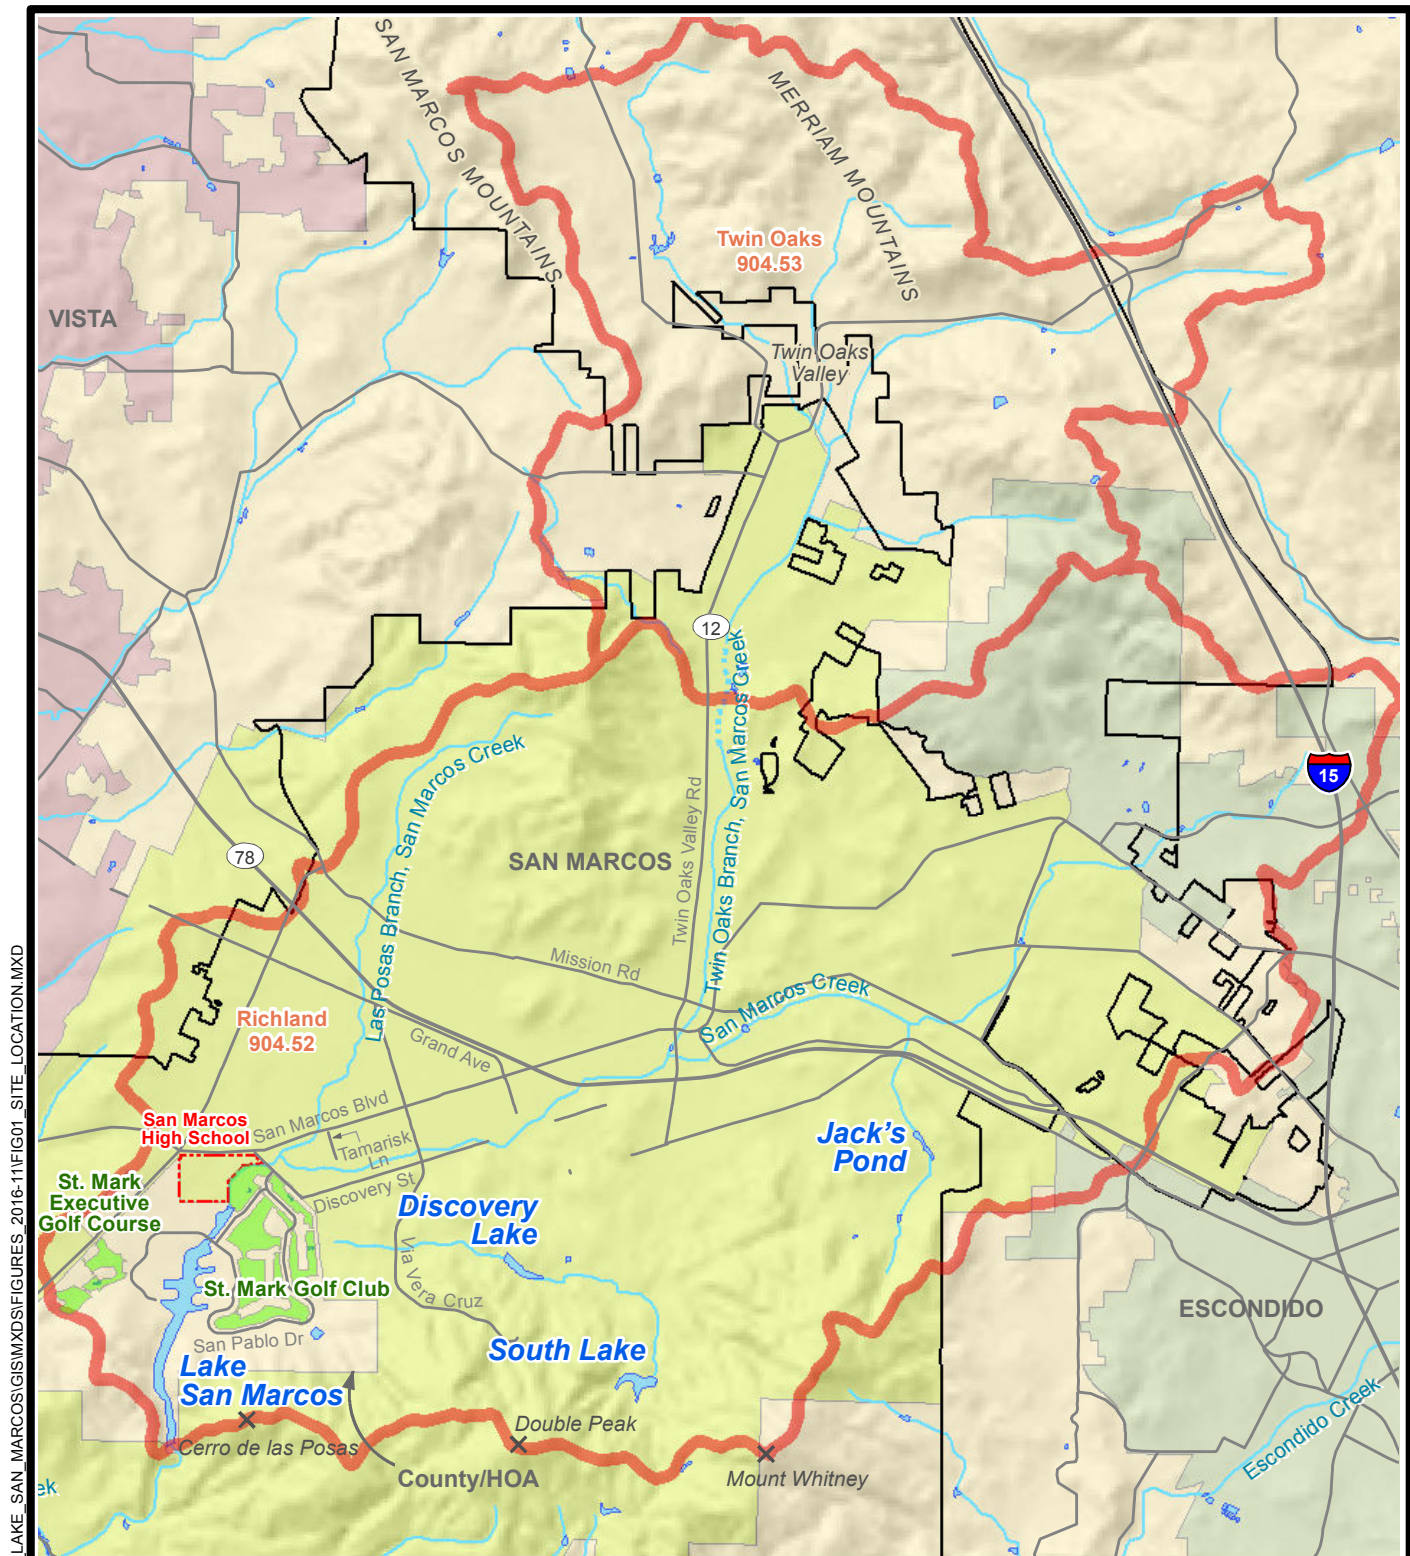 SAN MARCOS MOUNTAINS
MERRIAM MOUNTAINS
Twin Oaks
904.53
VISTA
Twin Oaks
Valley
12
Las Posas Branch, San Marcos Creek
Twin Oaks Valley Rd
Twin Oaks Branch, San Marcos Creek
15
78
SAN MARCOS
Mission Rd
San Marcos Creek
Richland
904.52
Grand Ave
San Marcos Blvd
San Marcos
High School
Tamarisk
Ln
Discovery St
Jack's
Pond
St. Mark
Executive
Golf Course
Discovery
Lake
Via Vera Cruz
St. Mark Golf Club
ESCONDIDO
San Pablo Dr
South Lake
Lake
San Marcos
Double Peak
Cerro de las Posas
County/HOA
Mount Whitney
Escondido Creek
ek
LAKE_SAN_MARCOS\GIS\MXDS\FIGURES_2016-11\FIG01_SITE_LOCATION.MXD